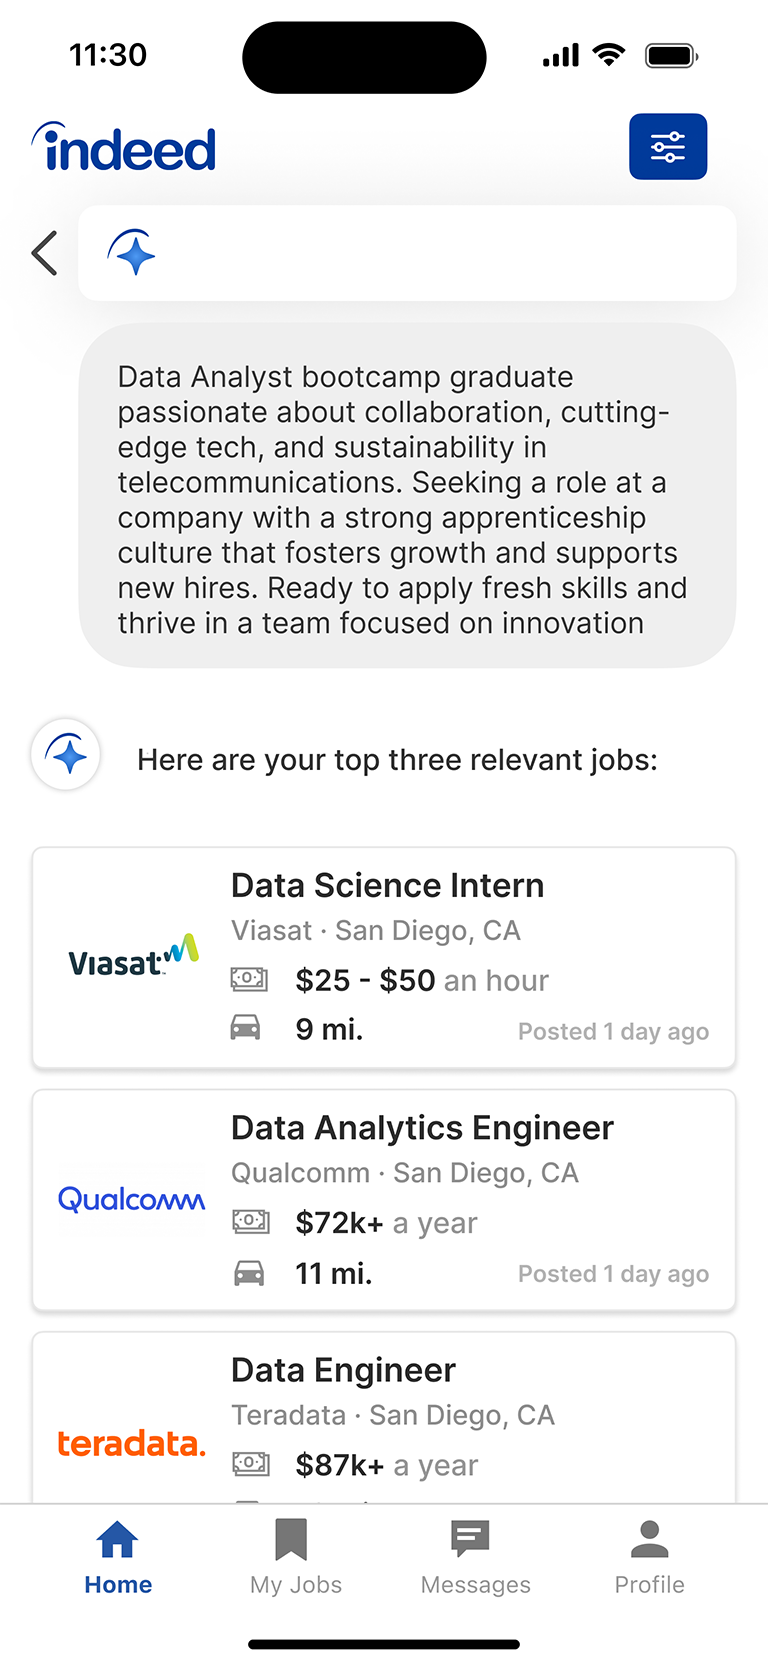 11:30
indeed
Data Analyst bootcamp graduate
passionate about collaboration, cutting-
edge tech, and sustainability in
telecommunications. Seeking a role at a
company with a strong apprenticeship
culture that fosters growth and supports
new hires. Ready to apply fresh skills and
thrive in a team focused on innovation
Here are your top three relevant jobs:
Data Science Intern
Viasat · San Diego, CA
Viasat™
$25 - $50 an hour
9 mi.
Posted 1 day ago
Data Analytics Engineer
Qualcomm · San Diego, CA
Qualcomm
$72k+ a year
11 mi.
Posted 1 day ago
Data Engineer
Teradata · San Diego, CA
teradata.
$87k+ a year
Home
My Jobs
Messages
Profile